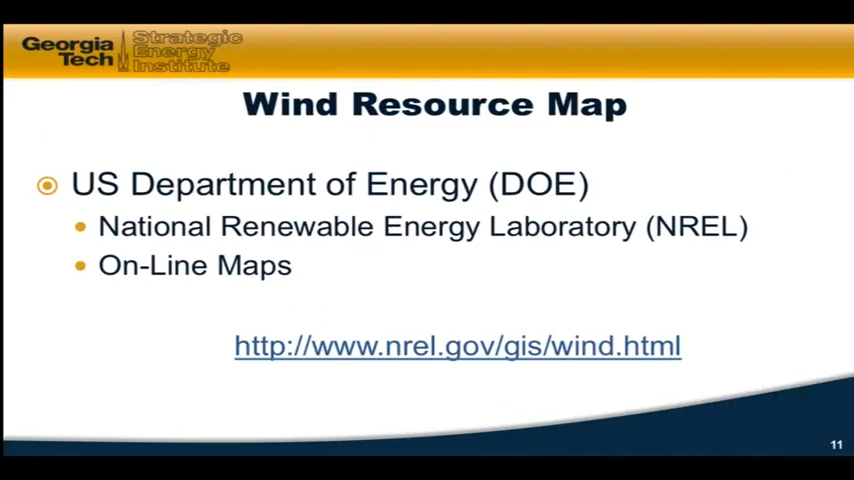 Georgia Tech
Strategic Energy Institute
Wind Resource Map
US Department of Energy (DOE)
National Renewable Energy Laboratory (NREL)
On-Line Maps
http://www.nrel.gov/gis/wind.html
11